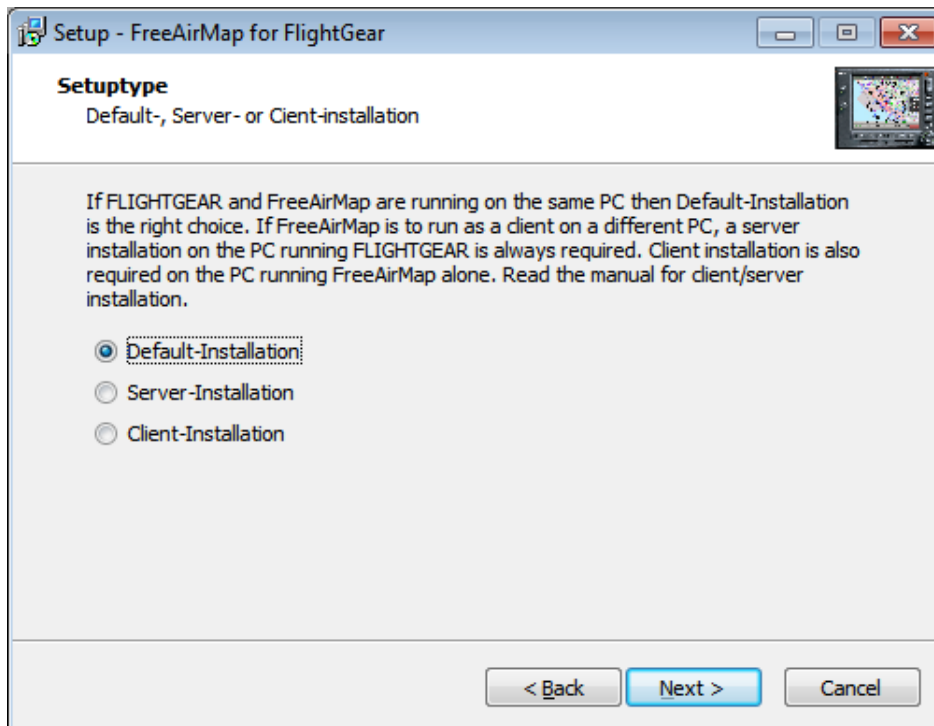 Setup - FreeAirMap for FlightGear
Setuptype
Default-, Server- or Cient-installation
If FLIGHTGEAR and FreeAirMap are running on the same PC then Default-Installation
is the right choice. If FreeAirMap is to run as a client on a different PC, a server
installation on the PC running FLIGHTGEAR is always required. Client installation is also
required on the PC running FreeAirMap alone. Read the manual for client/server
installation.
Default-Installation
Server-Installation
Client-Installation
< Back
Next >
Cancel